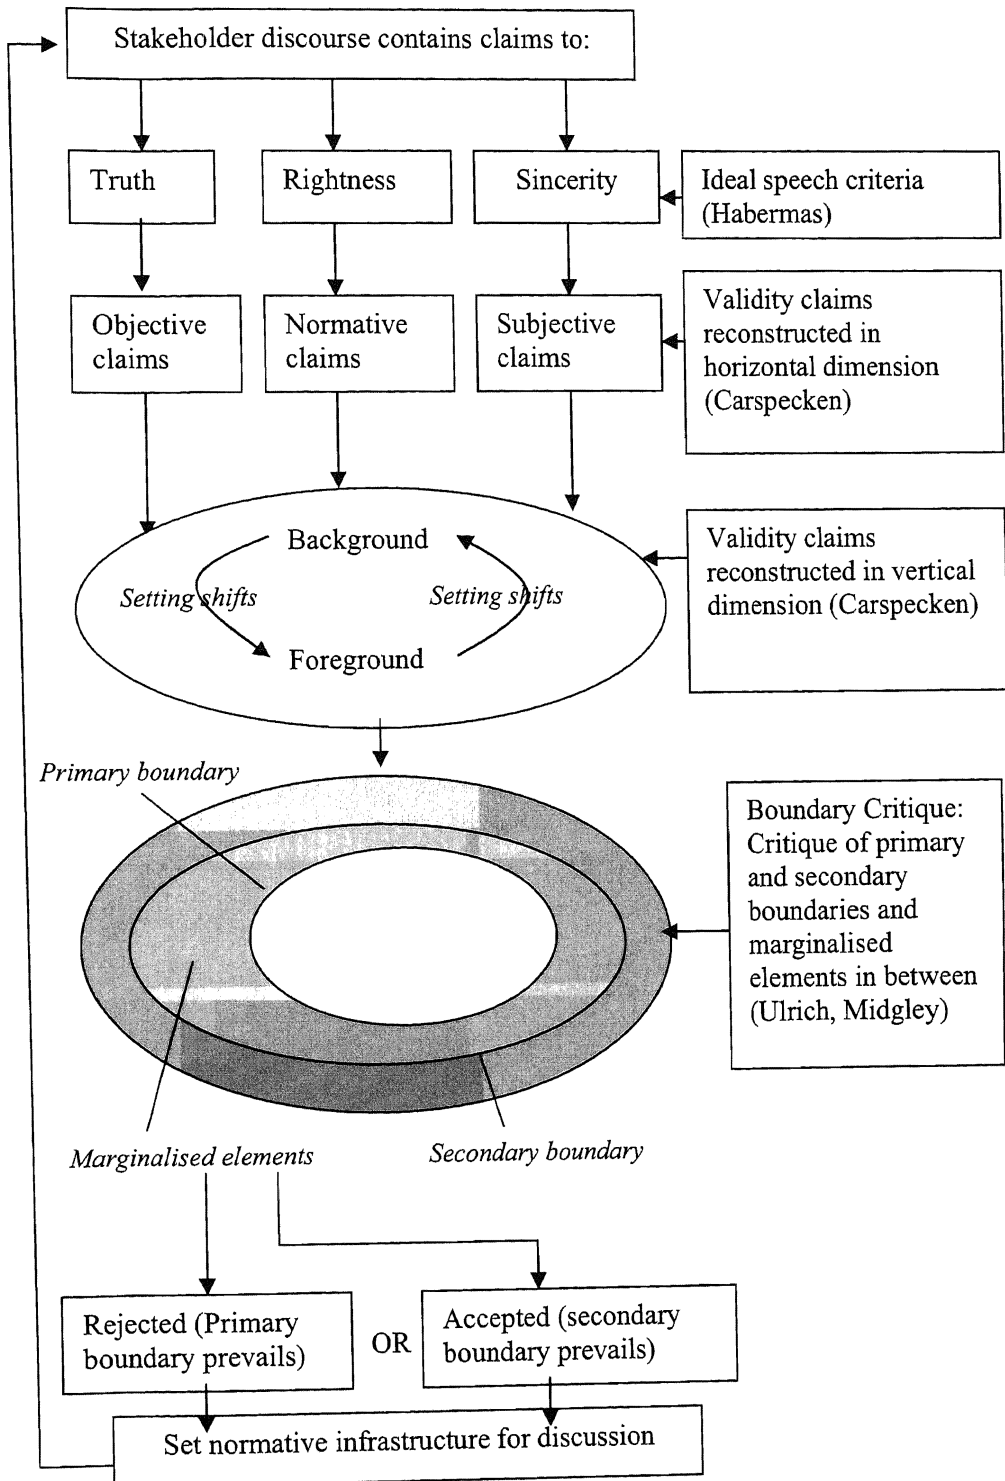 Stakeholder discourse contains claims to:
Truth
Rightness
Sincerity
Ideal speech criteria
(Habermas)
Objective
claims
Normative
claims
Subjective
claims
Validity claims
reconstructed in
horizontal dimension
(Carspecken)
Background
Setting shifts
Setting shifts
Foreground
Validity claims
reconstructed in vertical
dimension (Carspecken)
Primary boundary
Boundary Critique:
Critique of primary
and secondary
boundaries and
marginalised
elements in between
(Ulrich, Midgley)
Marginalised elements
Secondary boundary
Rejected (Primary
boundary prevails)
OR
Accepted (secondary
boundary prevails)
Set normative infrastructure for discussion